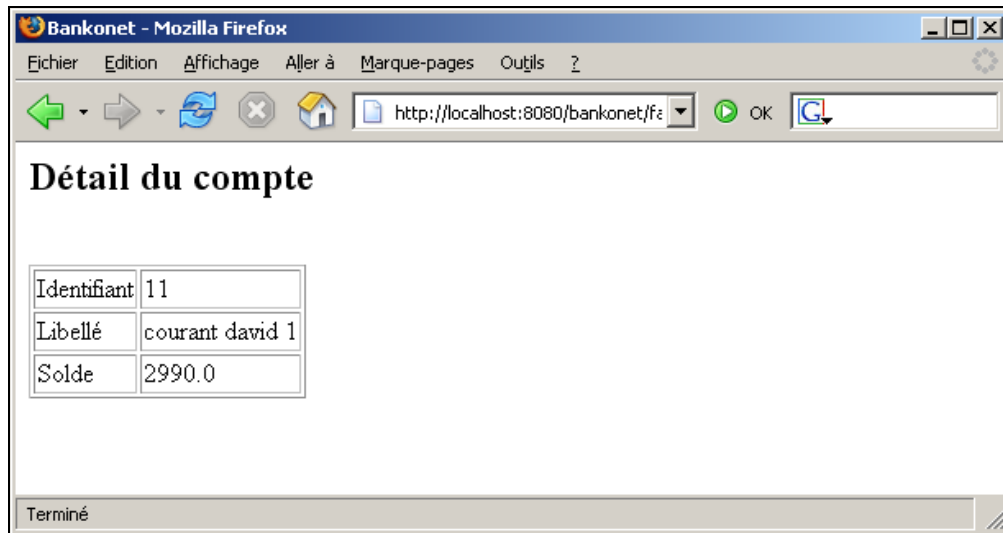 Bankonet - Mozilla Firefox
Fichier Edition Affichage Aller à Marque-pages Outils ?
http://localhost:8080/bankonet/fa OK G
Détail du compte
Identifiant 11
Libellé courant david 1
Solde 2990.0
Terminé